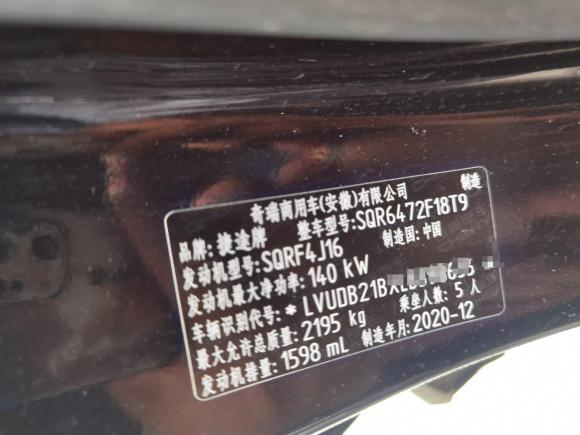 奇瑞商用车(安徽)有限公司 制造
品牌: 捷途牌 整车型号: SQR6472F18T9
发动机型号: SQRF4J16 制造国: 中国
发动机最大净功率: 140 kW
车辆识别代号: * LVUDB21B
最大允许总质量: 2195 kg 乘坐人数: 5 人
发动机排量: 1598 mL 制造年月: 2020-12